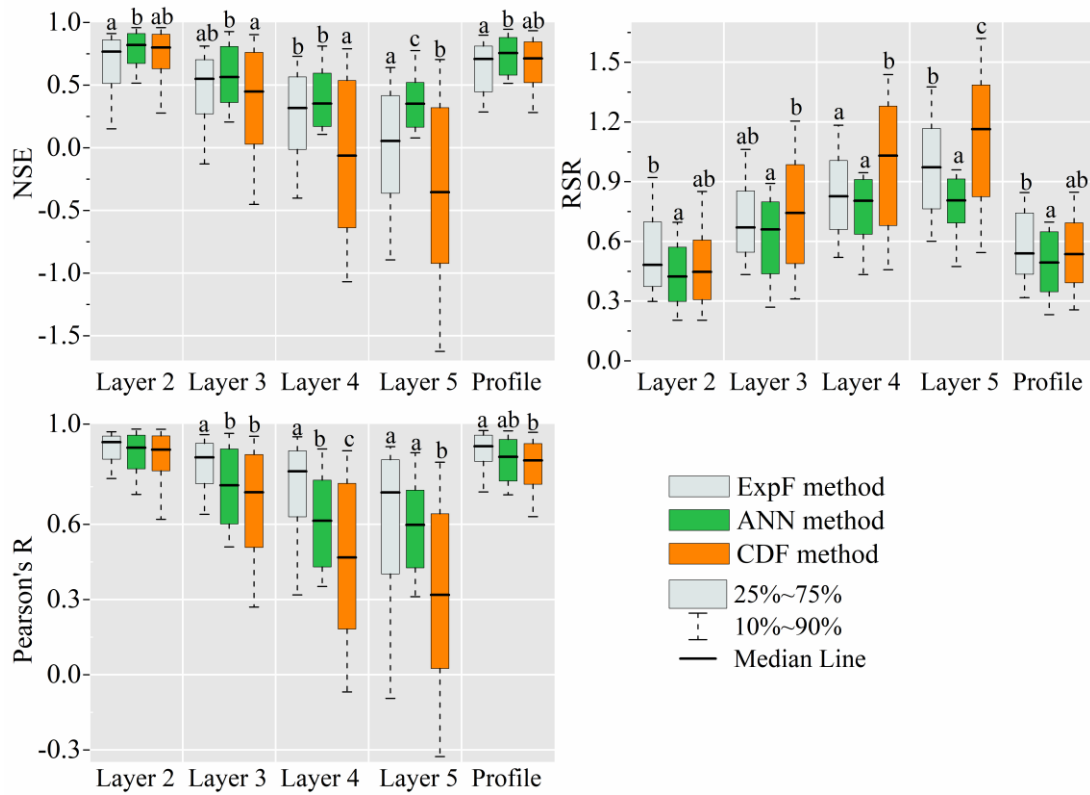 NSE
1.0
0.5
0.0
-0.5
-1.0
-1.5
a b ab
ab b a
b b a
a c b
a b ab
Layer 2 Layer 3 Layer 4 Layer 5 Profile
RSR
1.5
1.2
0.9
0.6
0.3
0.0
b a ab
ab a b
a a b
b a c
b a ab
Layer 2 Layer 3 Layer 4 Layer 5 Profile
Pearson's R
1.0
0.6
0.3
0.0
-0.3
a b b
a b c
a a b
a ab b
Layer 2 Layer 3 Layer 4 Layer 5 Profile
ExpF method
ANN method
CDF method
25%~75%
10%~90%
Median Line